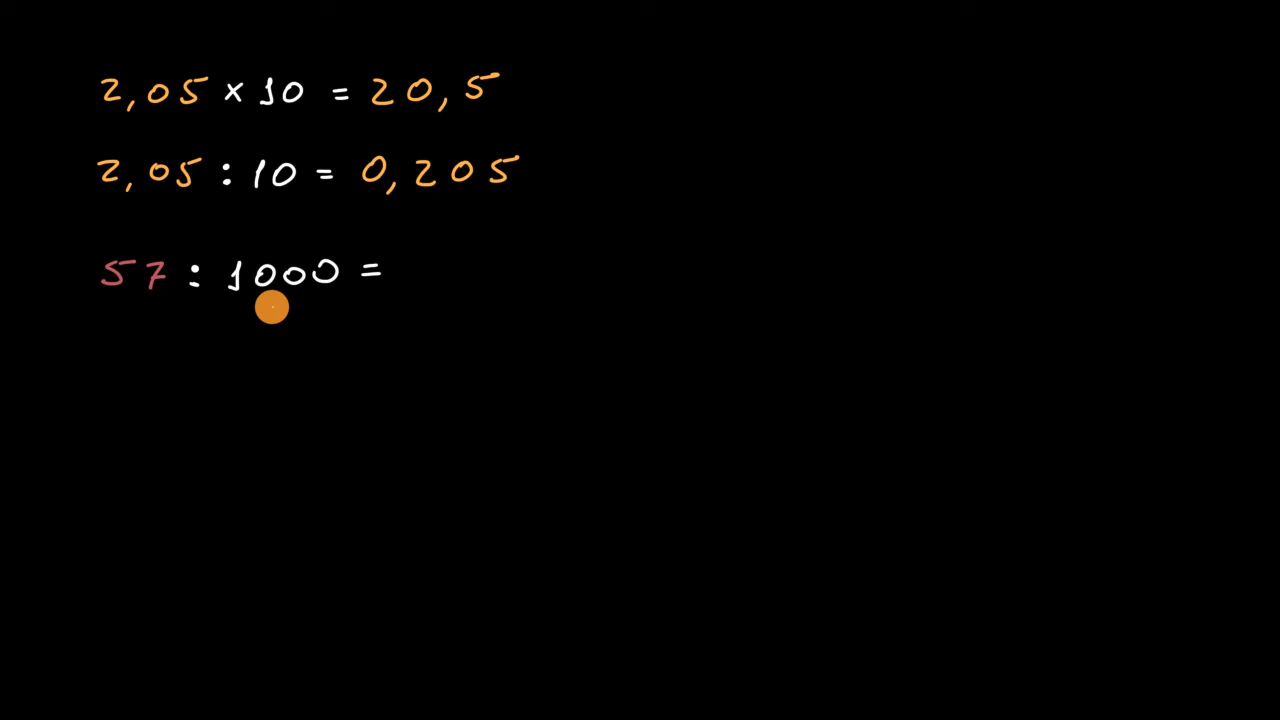 2,05 × 10 = 20,5
2,05 : 10 = 0,205
57 : 1000 =